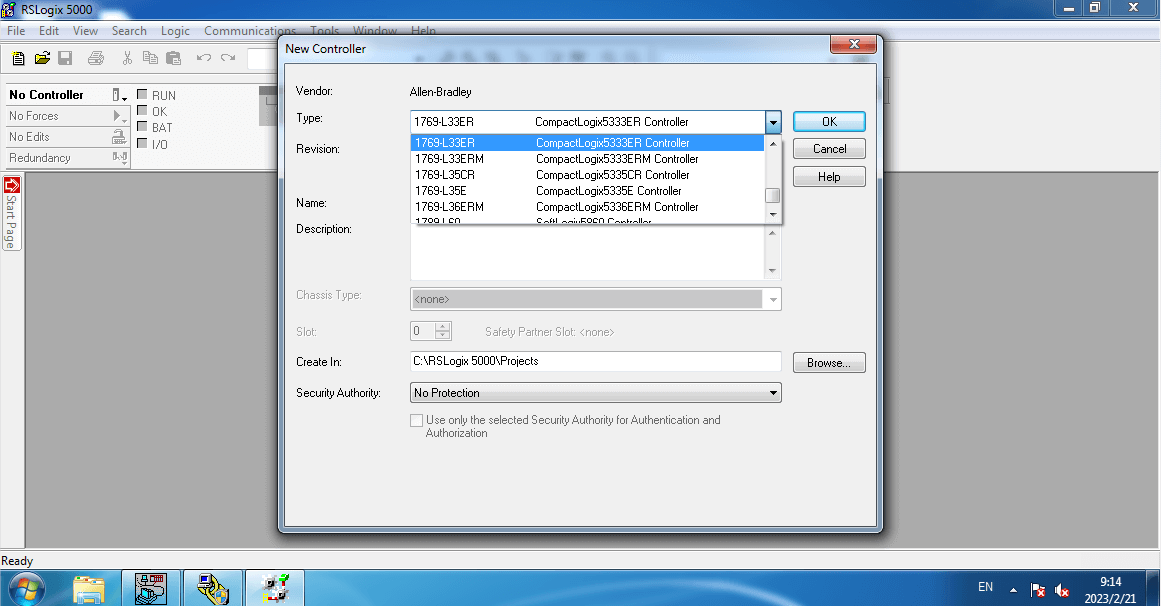 RSLogix 5000
File Edit View Search Logic Communications Tools Window Help
New Controller
No Controller
RUN
No Forces
OK
No Edits
BAT
Redundancy
I/O
Start Page
Vendor: Allen-Bradley
Type: 1769-L33ER CompactLogix5333ER Controller
OK
1769-L33ER CompactLogix5333ER Controller
Revision:
Cancel
1769-L33ERM CompactLogix5333ERM Controller
1769-L35CR CompactLogix5335CR Controller
Help
1769-L35E CompactLogix5335E Controller
Name:
1769-L36ERM CompactLogix5336ERM Controller
1789-L60 SoftLogix5860 Controller
Description:
Chassis Type: <none>
Slot: 0 Safety Partner Slot: <none>
Create In: C:\RSLogix 5000\Projects Browse...
Security Authority: No Protection
Use only the selected Security Authority for Authentication and
Authorization
Ready
EN
9:14
2023/2/21